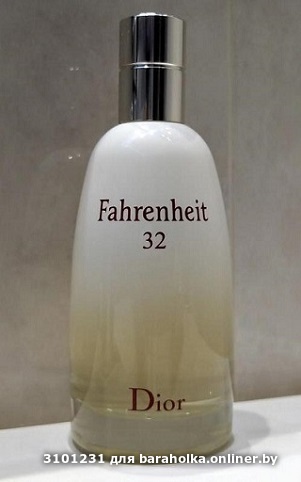 Fahrenheit
32
Dior
3101231 для baraholka.onliner.by